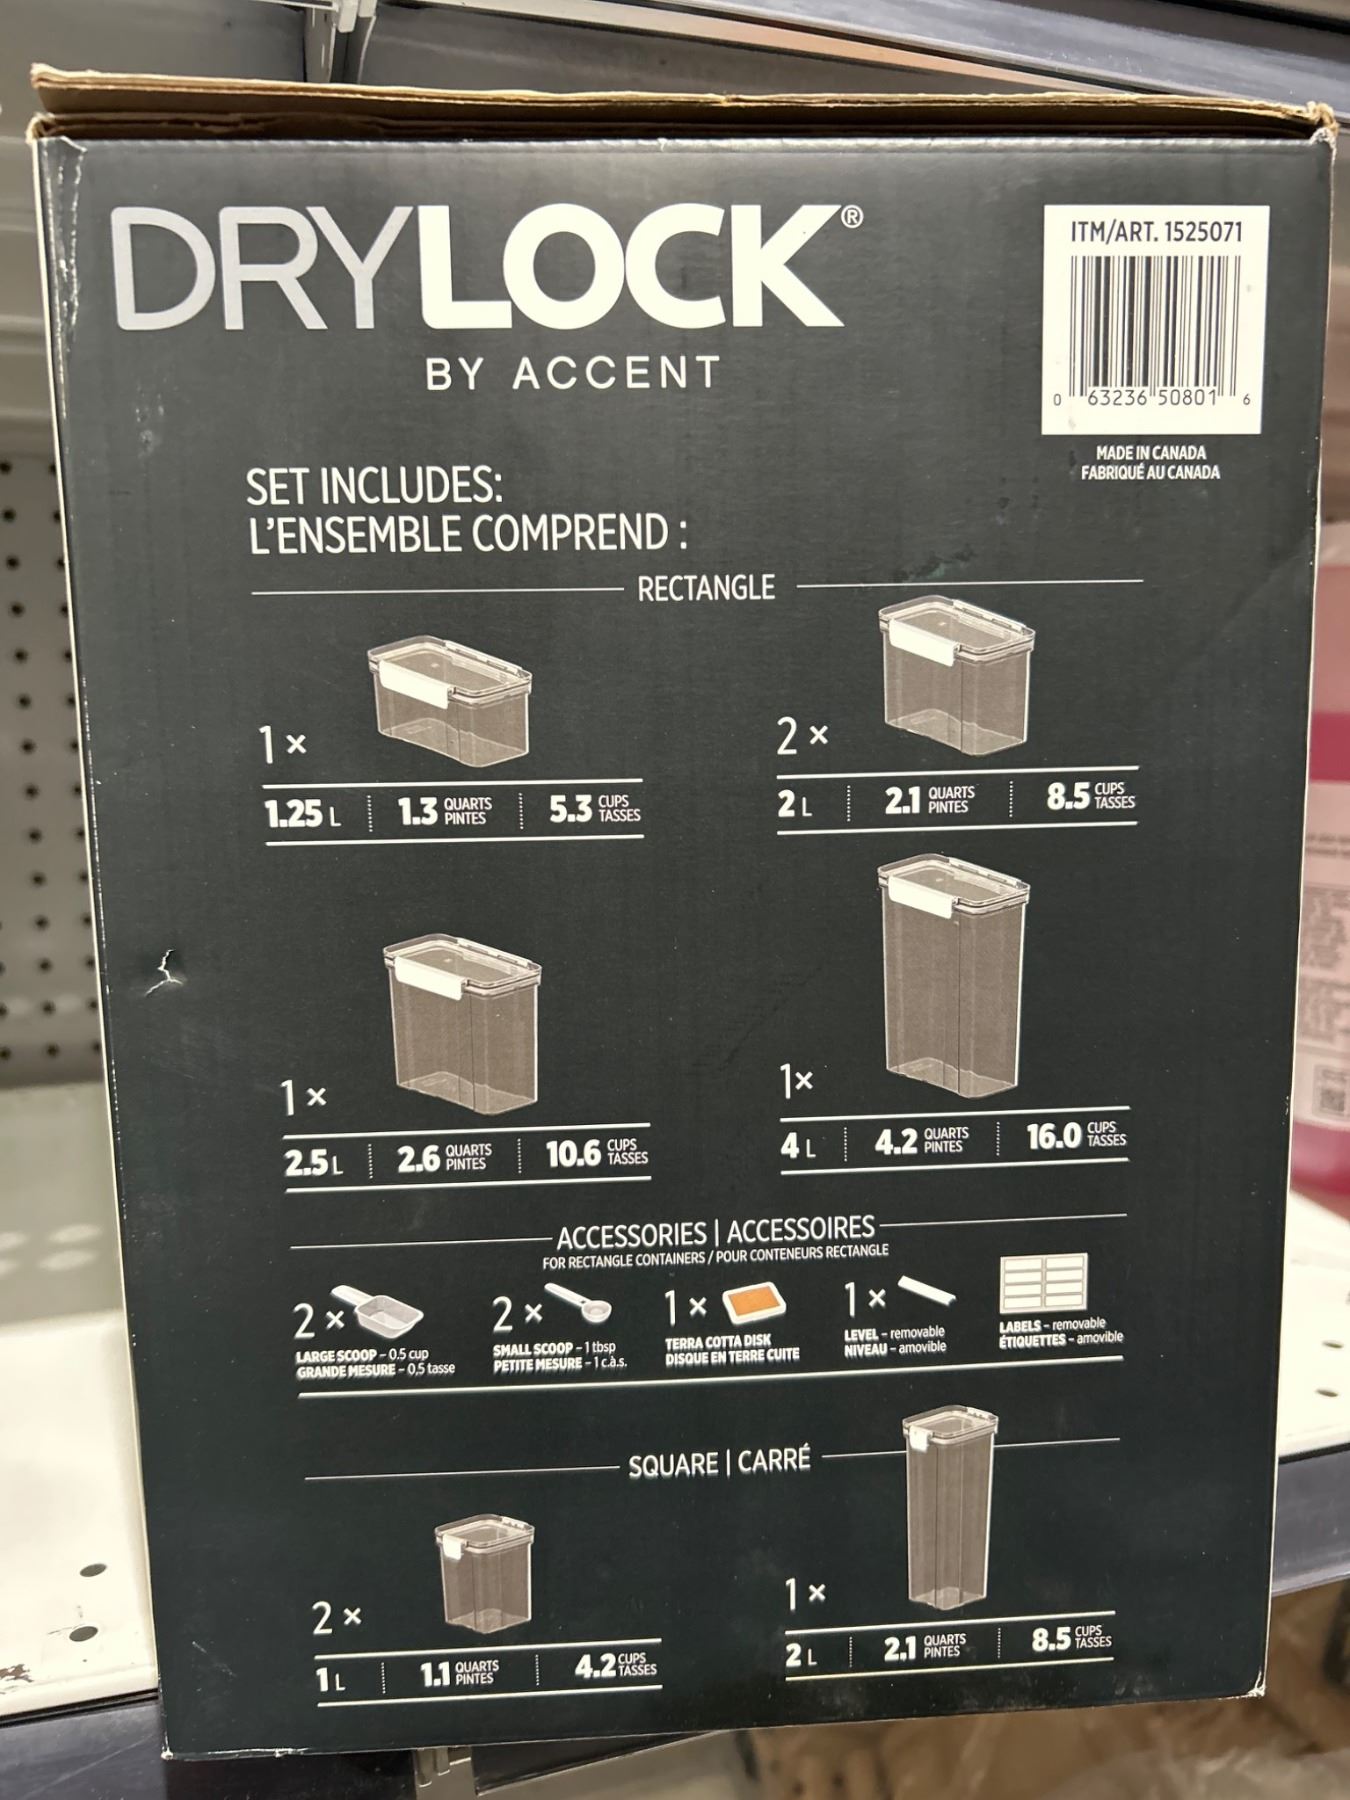 DRYLOCK®
BY ACCENT
ITM/ART. 1525071
0 63236 50801 6
MADE IN CANADA
FABRIQUÉ AU CANADA
SET INCLUDES:
L'ENSEMBLE COMPREND :
RECTANGLE
1 ×
1.25 L 1.3 QUARTS PINTES 5.3 CUPS TASSES
2 ×
2 L 2.1 QUARTS PINTES 8.5 CUPS TASSES
1 ×
2.5 L 2.6 QUARTS PINTES 10.6 CUPS TASSES
1×
4 L 4.2 QUARTS PINTES 16.0 CUPS TASSES
ACCESSORIES | ACCESSOIRES
FOR RECTANGLE CONTAINERS / POUR CONTENEURS RECTANGLE
2 ×
LARGE SCOOP - 0.5 cup
GRANDE MESURE - 0,5 tasse
2 ×
SMALL SCOOP - 1 tbsp
PETITE MESURE - 1 c.à.s.
1 ×
TERRA COTTA DISK
DISQUE EN TERRE CUITE
1 ×
LEVEL - removable
NIVEAU - amovible
LABELS - removable
ÉTIQUETTES - amovible
SQUARE | CARRÉ
2 ×
1 L 1.1 QUARTS PINTES 4.2 CUPS TASSES
1 ×
2 L 2.1 QUARTS PINTES 8.5 CUPS TASSES